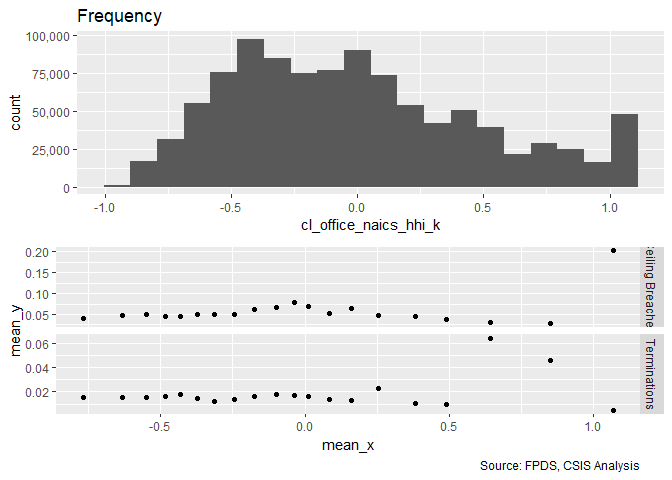 Frequency
100,000
75,000
50,000
25,000
0
count
-1.0
-0.5
0.0
0.5
1.0
cl_office_naics_hhi_k
0.20
0.15
0.10
0.05
Ceiling Breache
0.06
0.04
0.02
Terminations
mean_y
-0.5
0.0
0.5
1.0
mean_x
Source: FPDS, CSIS Analysis